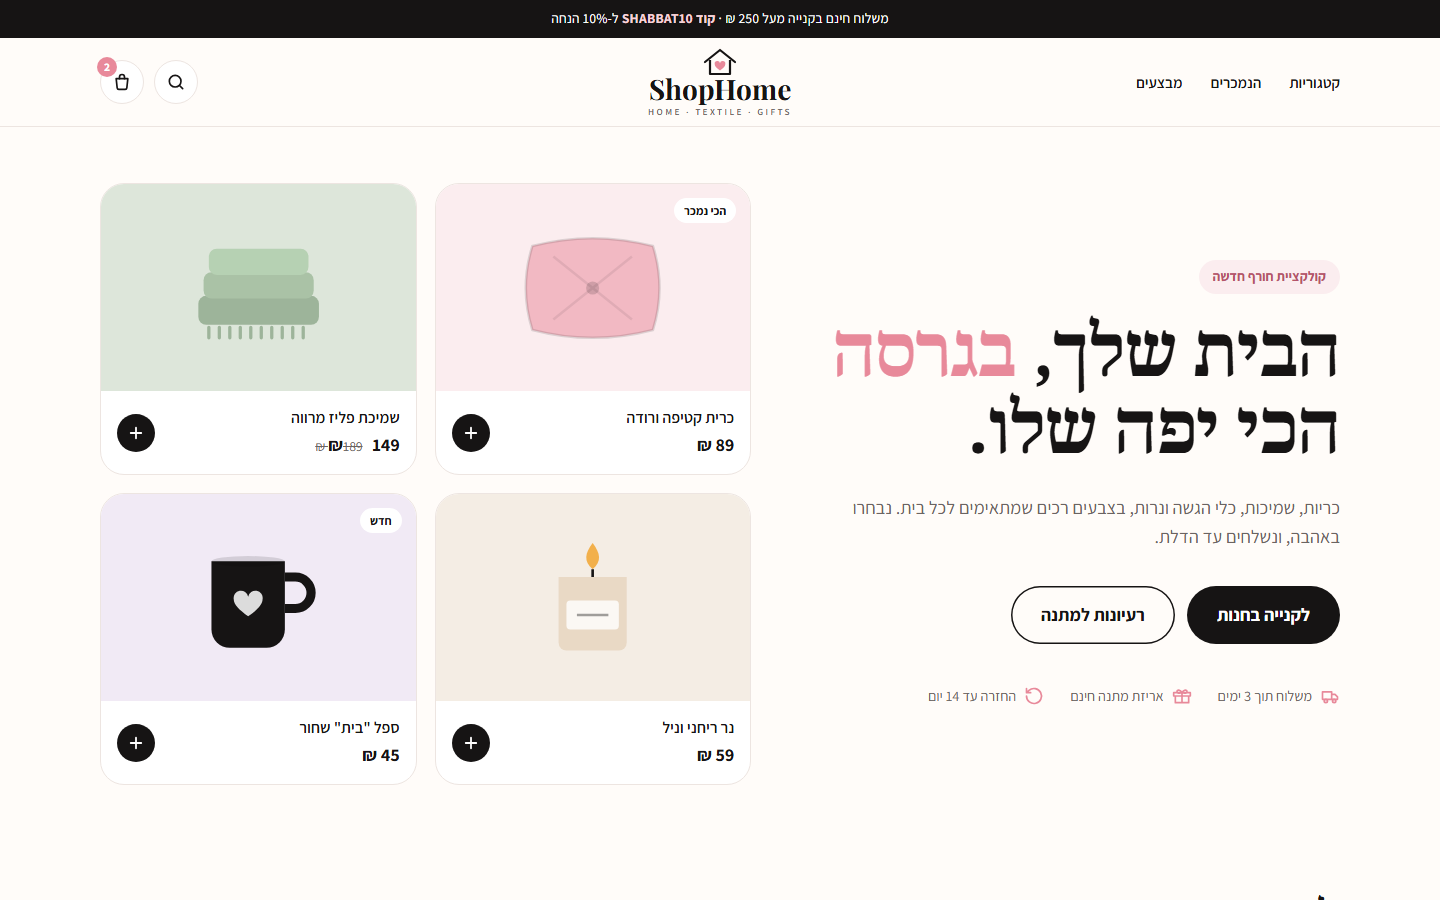 משלוח חינם בקנייה מעל 250 ₪ · קוד SHABBAT10 ל-10% הנחה
קטגוריות
הנמכרים
מבצעים
ShopHome
HOME · TEXTILE · GIFTS
2
קולקציית חורף חדשה
הבית שלך, בגרסה
הכי יפה שלו.
כריות, שמיכות, כלי הגשה ונרות, בצבעים רכים שמתאימים לכל בית. נבחרו
באהבה, ונשלחים עד הדלת.
לקנייה בחנות
רעיונות למתנה
משלוח תוך 3 ימים
אריזת מתנה חינם
החזרה עד 14 יום
הכי נמכר
כרית קטיפה ורודה
89 ₪
שמיכת פליז מרווה
149 ₪189 ₪
נר ריחני וניל
59 ₪
חדש
ספל "בית" שחור
45 ₪